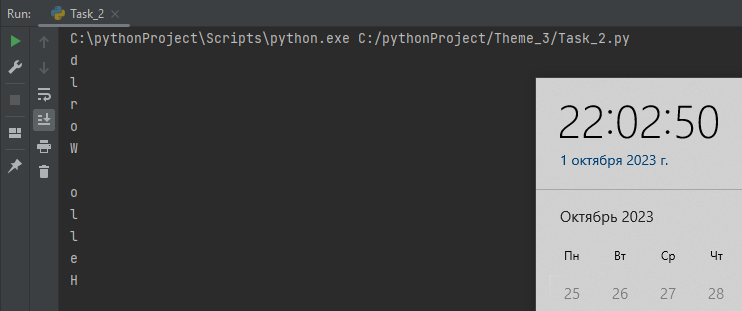 Run: Task_2
C:\pythonProject\Scripts\python.exe C:/pythonProject/Theme_3/Task_2.py
d
l
r
o
W

o
l
l
e
H
22:02:50
1 октября 2023 г.
Октябрь 2023
Пн Вт Ср Чт
25 26 27 28